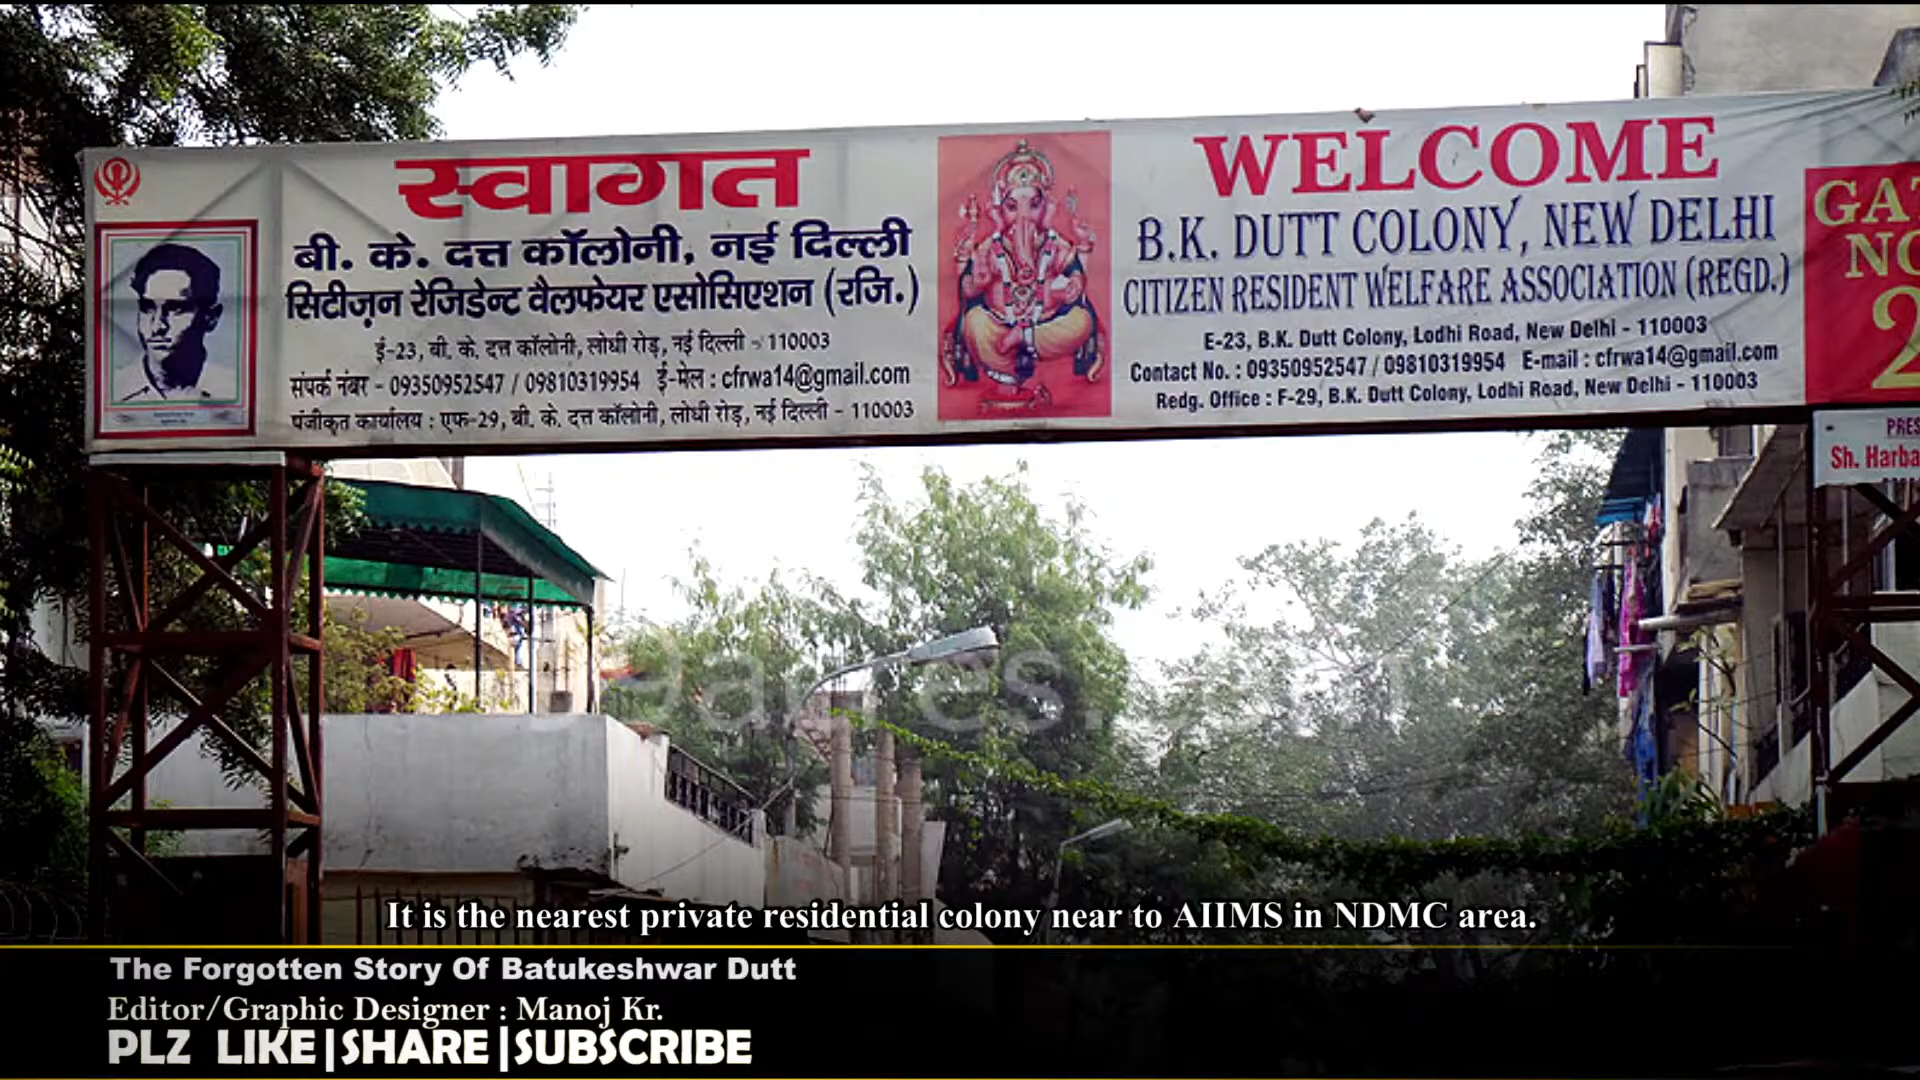 स्वागत
बी. के. दत्त कॉलोनी, नई दिल्ली
सिटीज़न रेजिडेन्ट वैलफेयर एसोसिएशन (रजि.)
ई-23, बी. के. दत्त कॉलोनी, लोधी रोड़, नई दिल्ली - 110003
संपर्क नंबर - 09350952547 / 09810319954 ई-मेल : cfrwa14@gmail.com
पंजीकृत कार्यालय : एफ-29, बी. के. दत्त कॉलोनी, लोधी रोड़, नई दिल्ली - 110003
WELCOME
B.K. DUTT COLONY, NEW DELHI
CITIZEN RESIDENT WELFARE ASSOCIATION (REGD.)
E-23, B.K. Dutt Colony, Lodhi Road, New Delhi - 110003
Contact No. : 09350952547 / 09810319954 E-mail : cfrwa14@gmail.com
Redg. Office : F-29, B.K. Dutt Colony, Lodhi Road, New Delhi - 110003
GAT
NO
2
PRES
Sh. Harba
99acres.com
It is the nearest private residential colony near to AIIMS in NDMC area.
The Forgotten Story Of Batukeshwar Dutt
Editor/Graphic Designer : Manoj Kr.
PLZ LIKE|SHARE|SUBSCRIBE